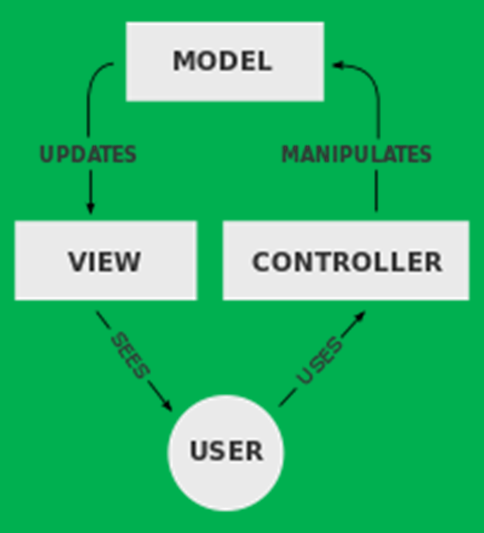 MODEL
UPDATES
MANIPULATES
VIEW
CONTROLLER
SEES
USES
USER